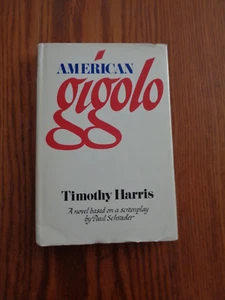 AMERICAN
gigolo
Timothy Harris
A novel based on a screenplay
by Paul Schrader